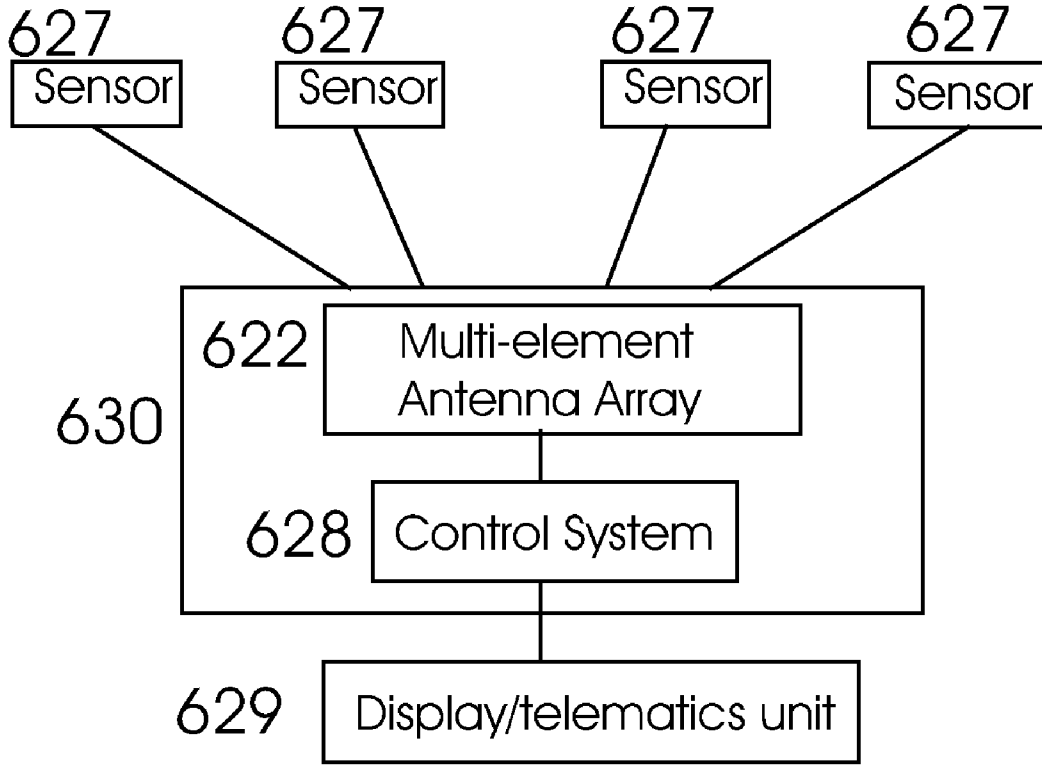 627 627 627 627
Sensor Sensor Sensor Sensor
622 Multi-element
Antenna Array
630
628 Control System
629 Display/telematics unit